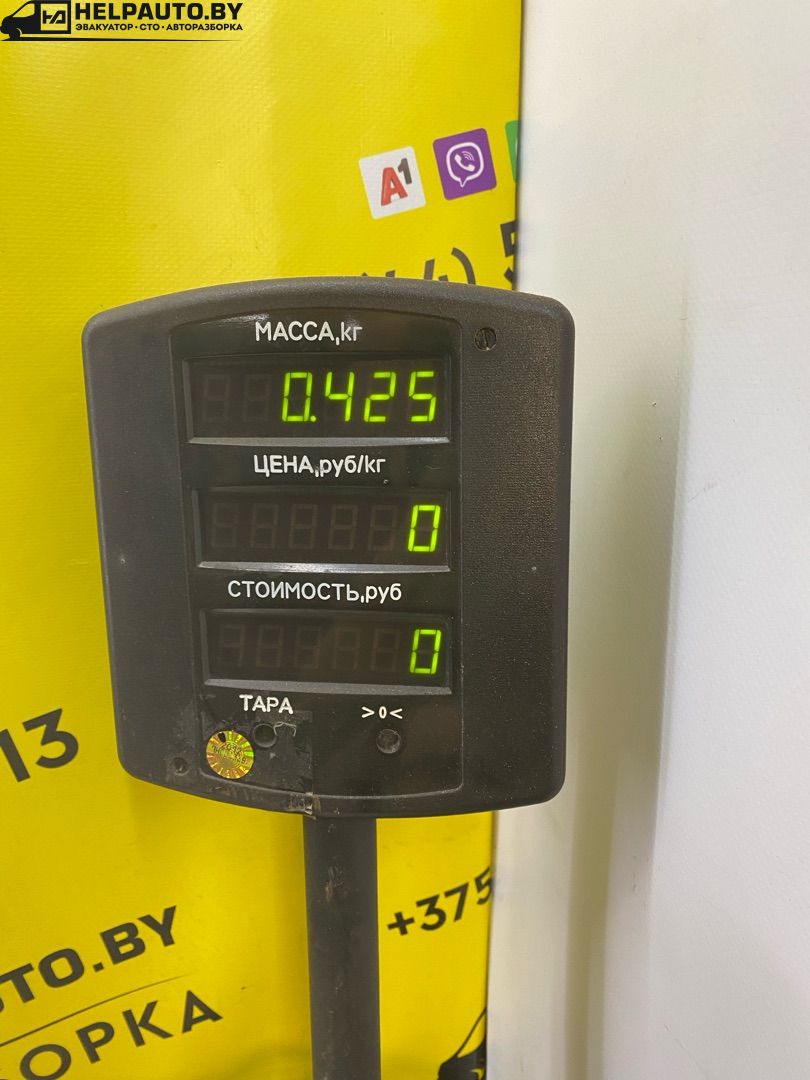 HELPAUTO.BY
ЭВАКУАТОР • СТО • АВТОРАЗБОРКА
A1
МАССА,кг
0.425
ЦЕНА,руб/кг
0
СТОИМОСТЬ,руб
0
ТАРА
>0<
13
+375
UTO.BY
ОРКА